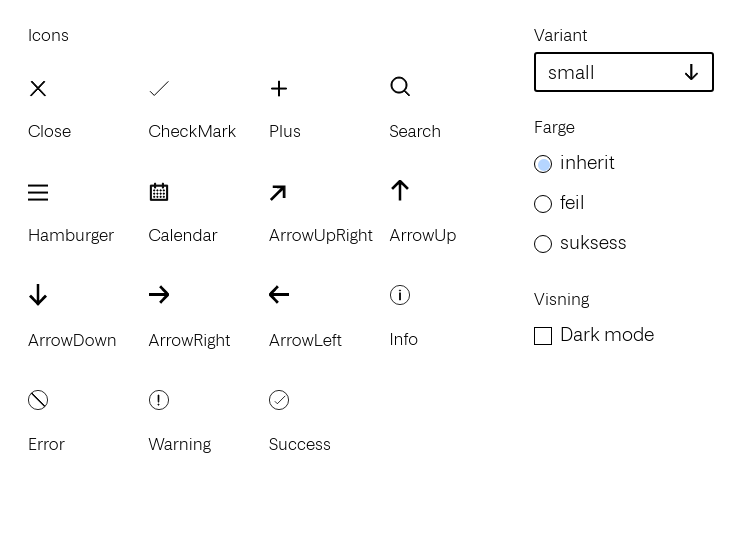 Icons
Close
CheckMark
Plus
Search
Hamburger
Calendar
ArrowUpRight
ArrowUp
ArrowDown
ArrowRight
ArrowLeft
Info
Error
Warning
Success
Variant
small
Farge
inherit
feil
suksess
Visning
Dark mode